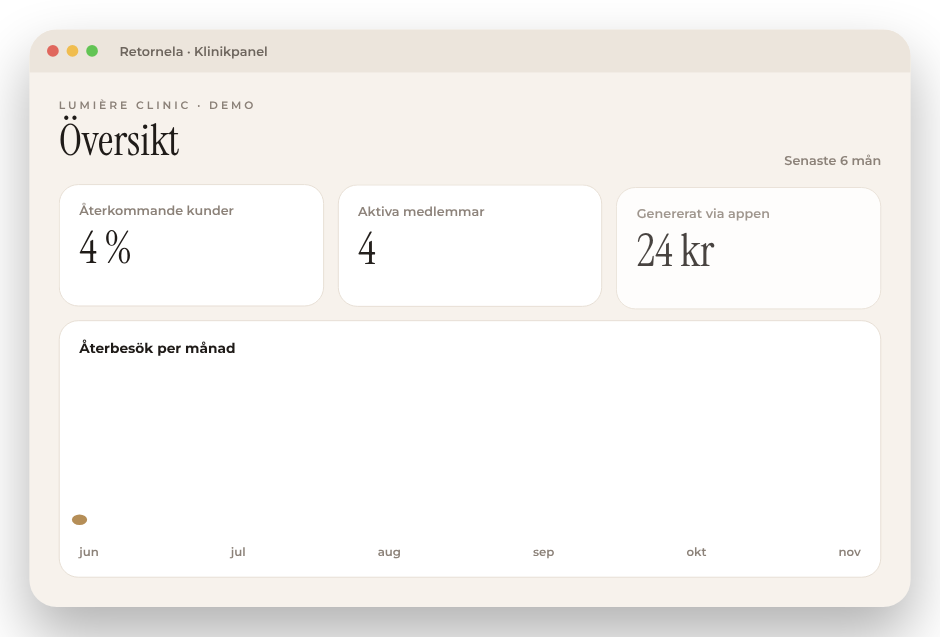 Retornela · Klinikpanel
LUMIÈRE CLINIC · DEMO
Översikt
Senaste 6 mån
Återkommande kunder
4 %
Aktiva medlemmar
4
Genererat via appen
24 kr
Återbesök per månad
jun jul aug sep okt nov